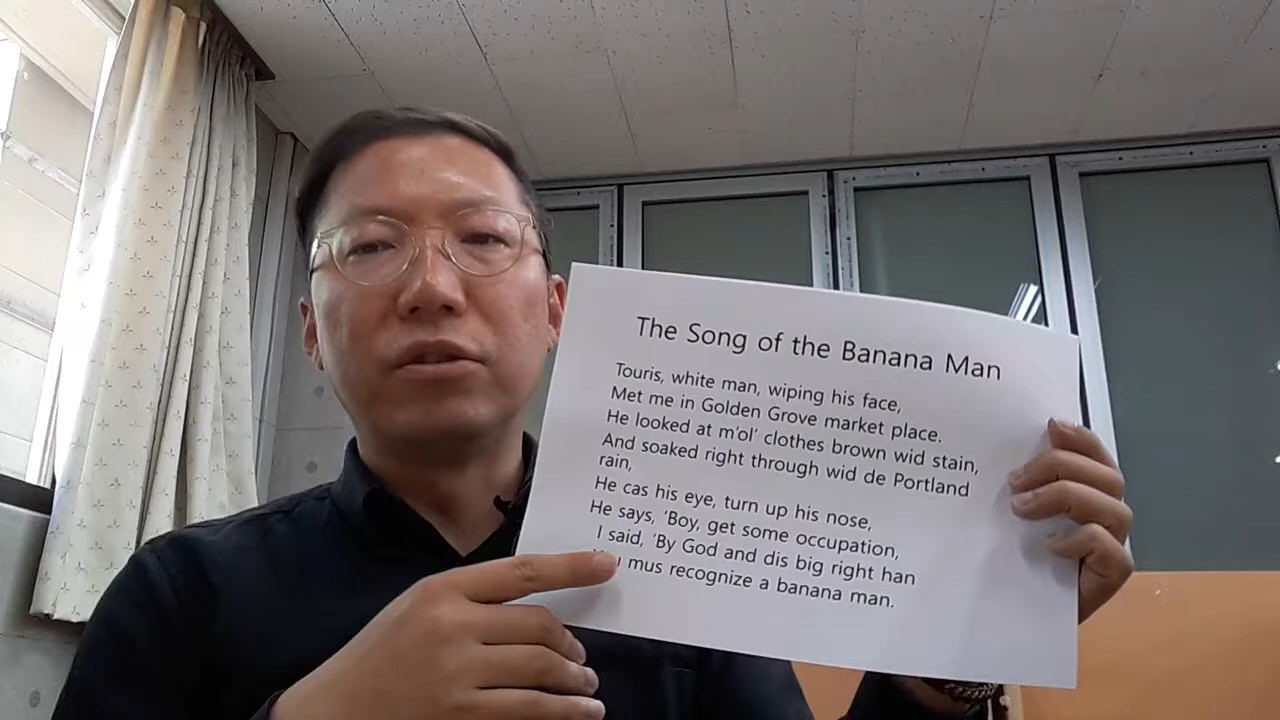 The Song of the Banana Man
Touris, white man, wiping his face,
Met me in Golden Grove market place.
He looked at m'ol' clothes brown wid stain,
And soaked right through wid de Portland
rain,
He cas his eye, turn up his nose,
He says, 'Boy, get some occupation,
I said, 'By God and dis big right han
mus recognize a banana man.